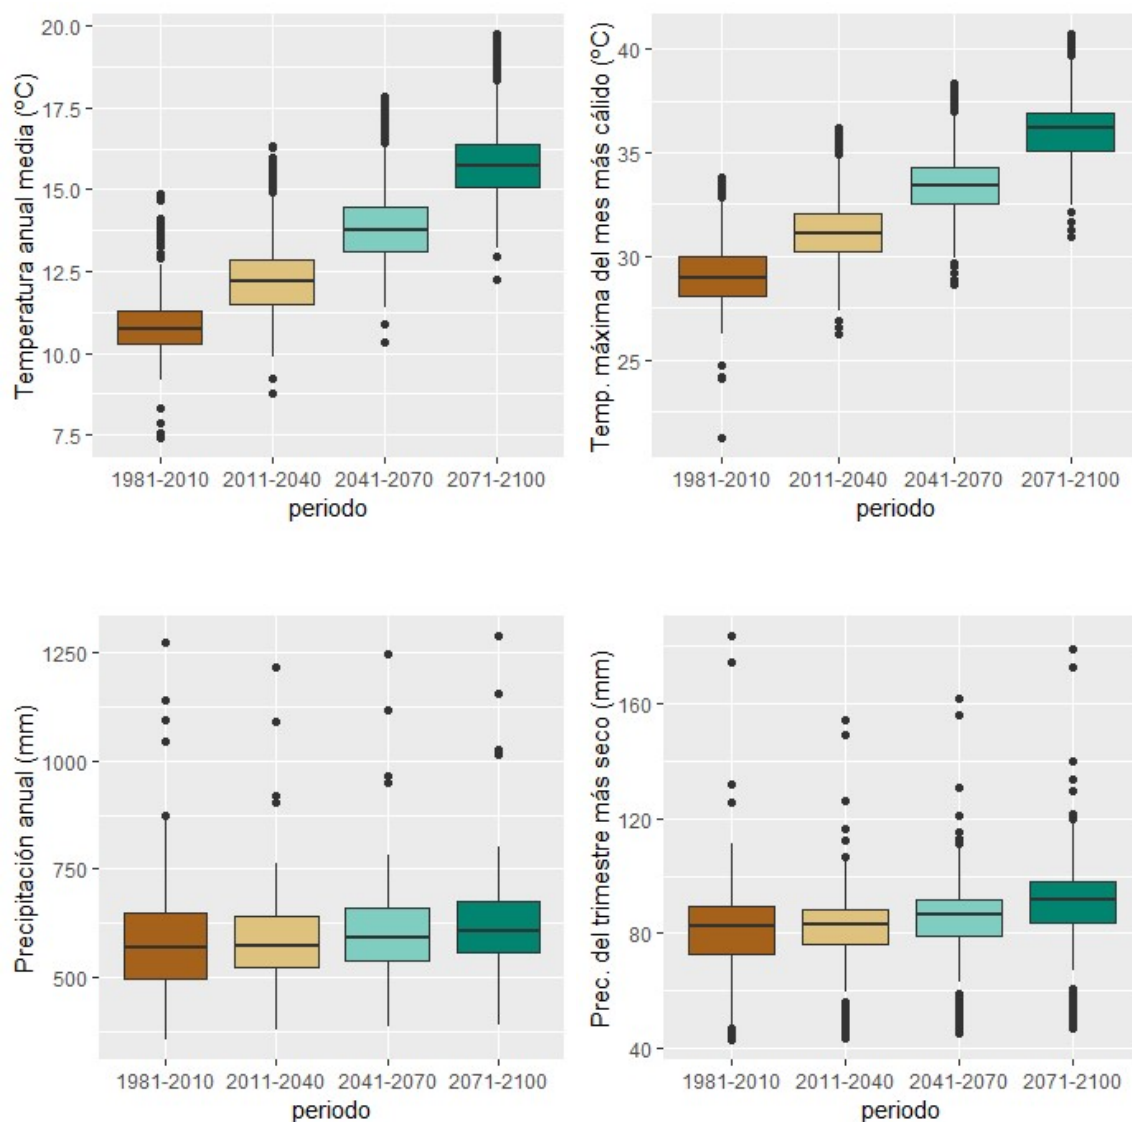 Temperatura anual media (ºC)
20.0
17.5
15.0
12.5
10.0
7.5
1981-2010 2011-2040 2041-2070 2071-2100
periodo
Temp. máxima del mes más cálido (ºC)
40
35
30
25
1981-2010 2011-2040 2041-2070 2071-2100
periodo
Precipitación anual (mm)
1250
1000
750
500
1981-2010 2011-2040 2041-2070 2071-2100
periodo
Prec. del trimestre más seco (mm)
160
120
80
40
1981-2010 2011-2040 2041-2070 2071-2100
periodo